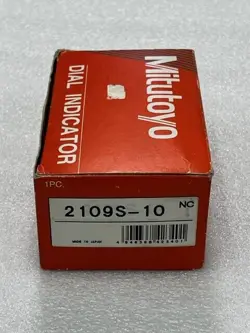 Mitutoyo
DIAL INDICATOR
1PC.
2109S-10
NC
MADE IN JAPAN